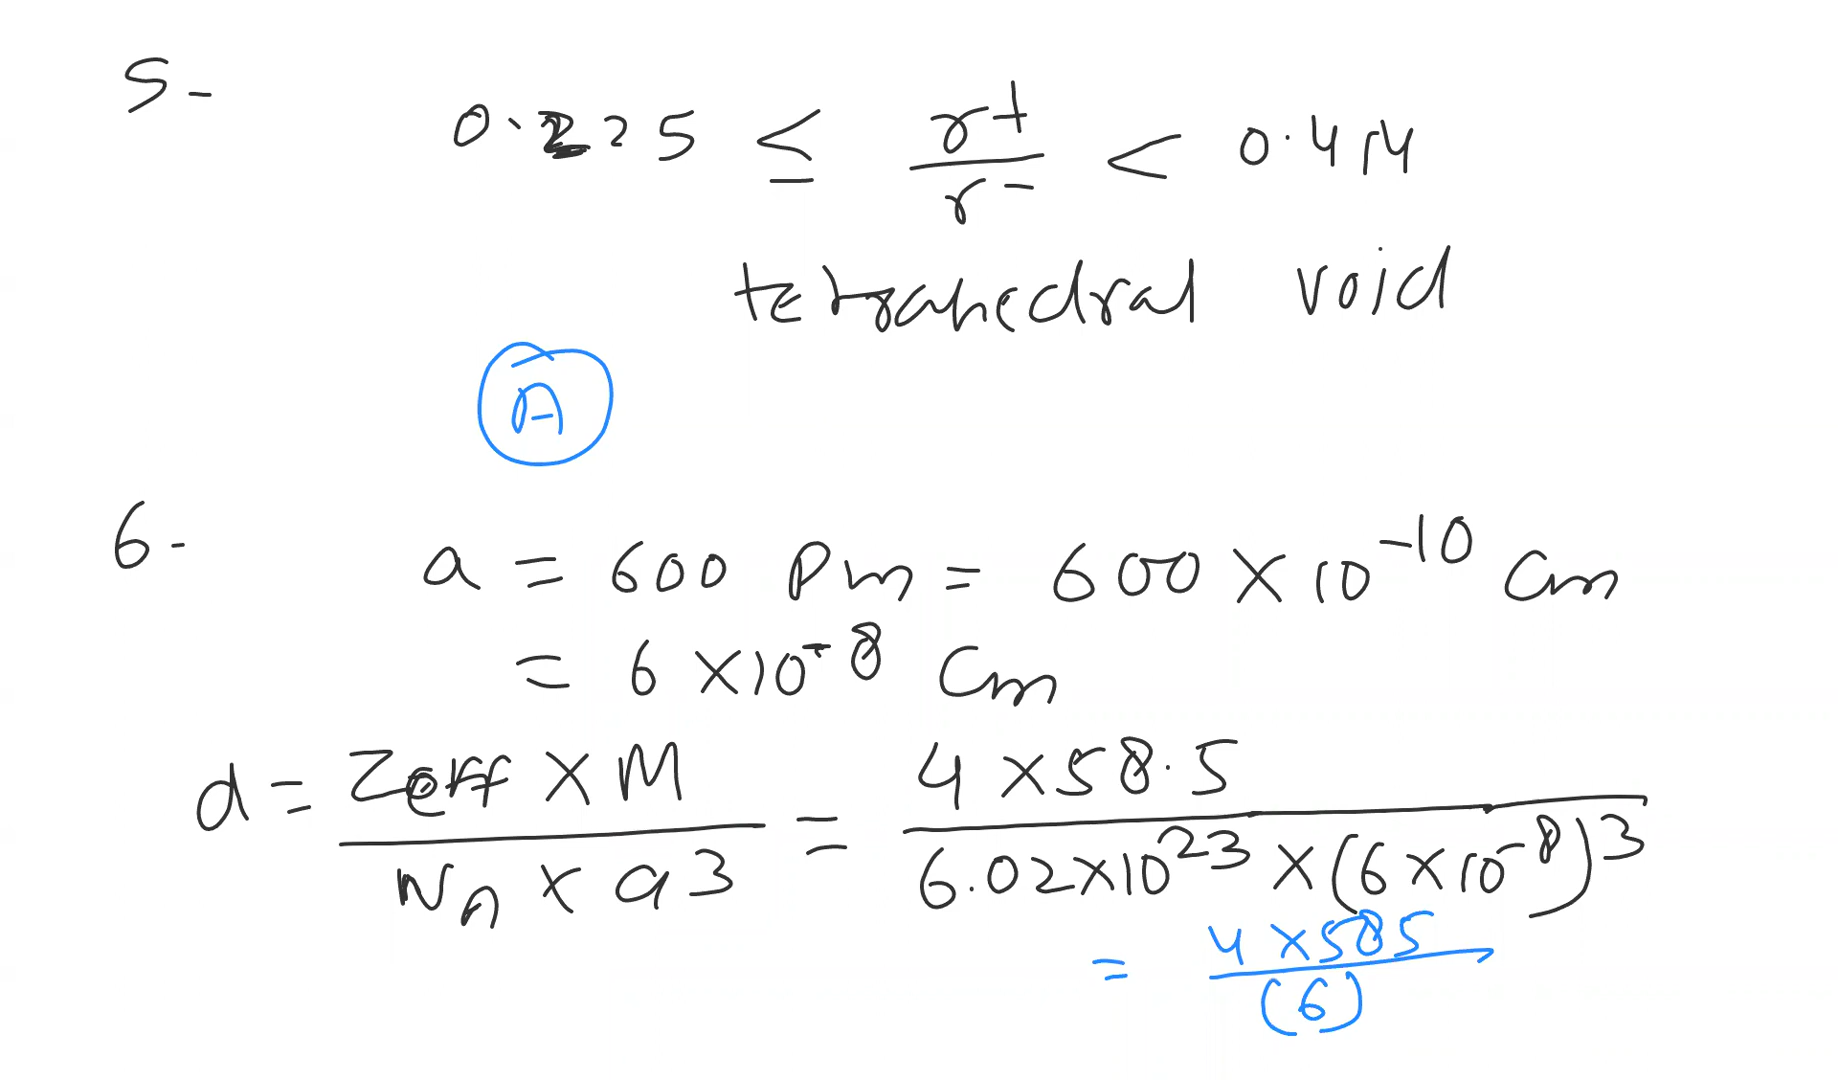 5-
0.225 ≤ r+/r- < 0.414
tetrahedral void
A
6-
a = 600 Pm = 600 × 10^-10 cm
= 6 × 10^-8 cm
d = Zeff × M / NA × a3 = 4 × 58.5 / 6.02 × 10^23 × (6 × 10^-8)^3
= 4 × 585 / (6)